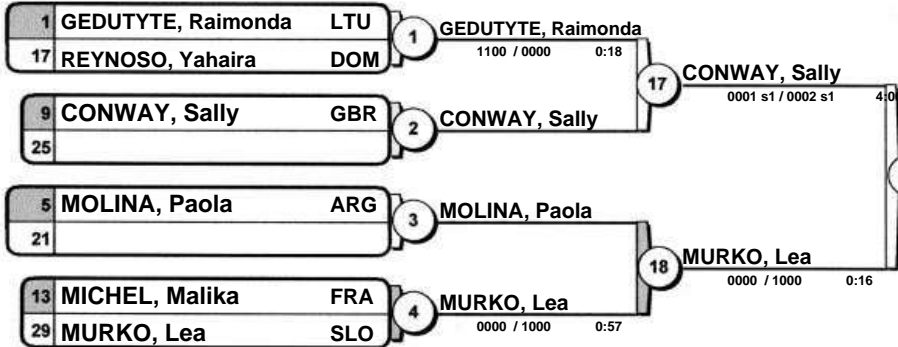 1 GEDUTYTE, Raimonda LTU
17 REYNOSO, Yahaira DOM
1
GEDUTYTE, Raimonda
1100 / 0000 0:18
9 CONWAY, Sally GBR
25
2
CONWAY, Sally
17
CONWAY, Sally
0001 s1 / 0002 s1
5 MOLINA, Paola ARG
21
3
MOLINA, Paola
13 MICHEL, Malika FRA
29 MURKO, Lea SLO
4
MURKO, Lea
0000 / 1000 0:57
18
MURKO, Lea
0000 / 1000 0:16